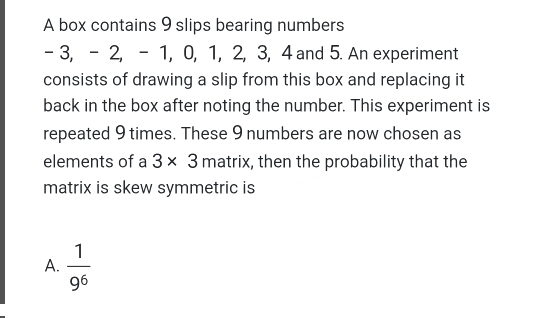 A box contains 9 slips bearing numbers
− 3, − 2, − 1, 0, 1, 2, 3, 4 and 5. An experiment
consists of drawing a slip from this box and replacing it
back in the box after noting the number. This experiment is
repeated 9 times. These 9 numbers are now chosen as
elements of a 3 × 3 matrix, then the probability that the
matrix is skew symmetric is
A. 1/9⁶